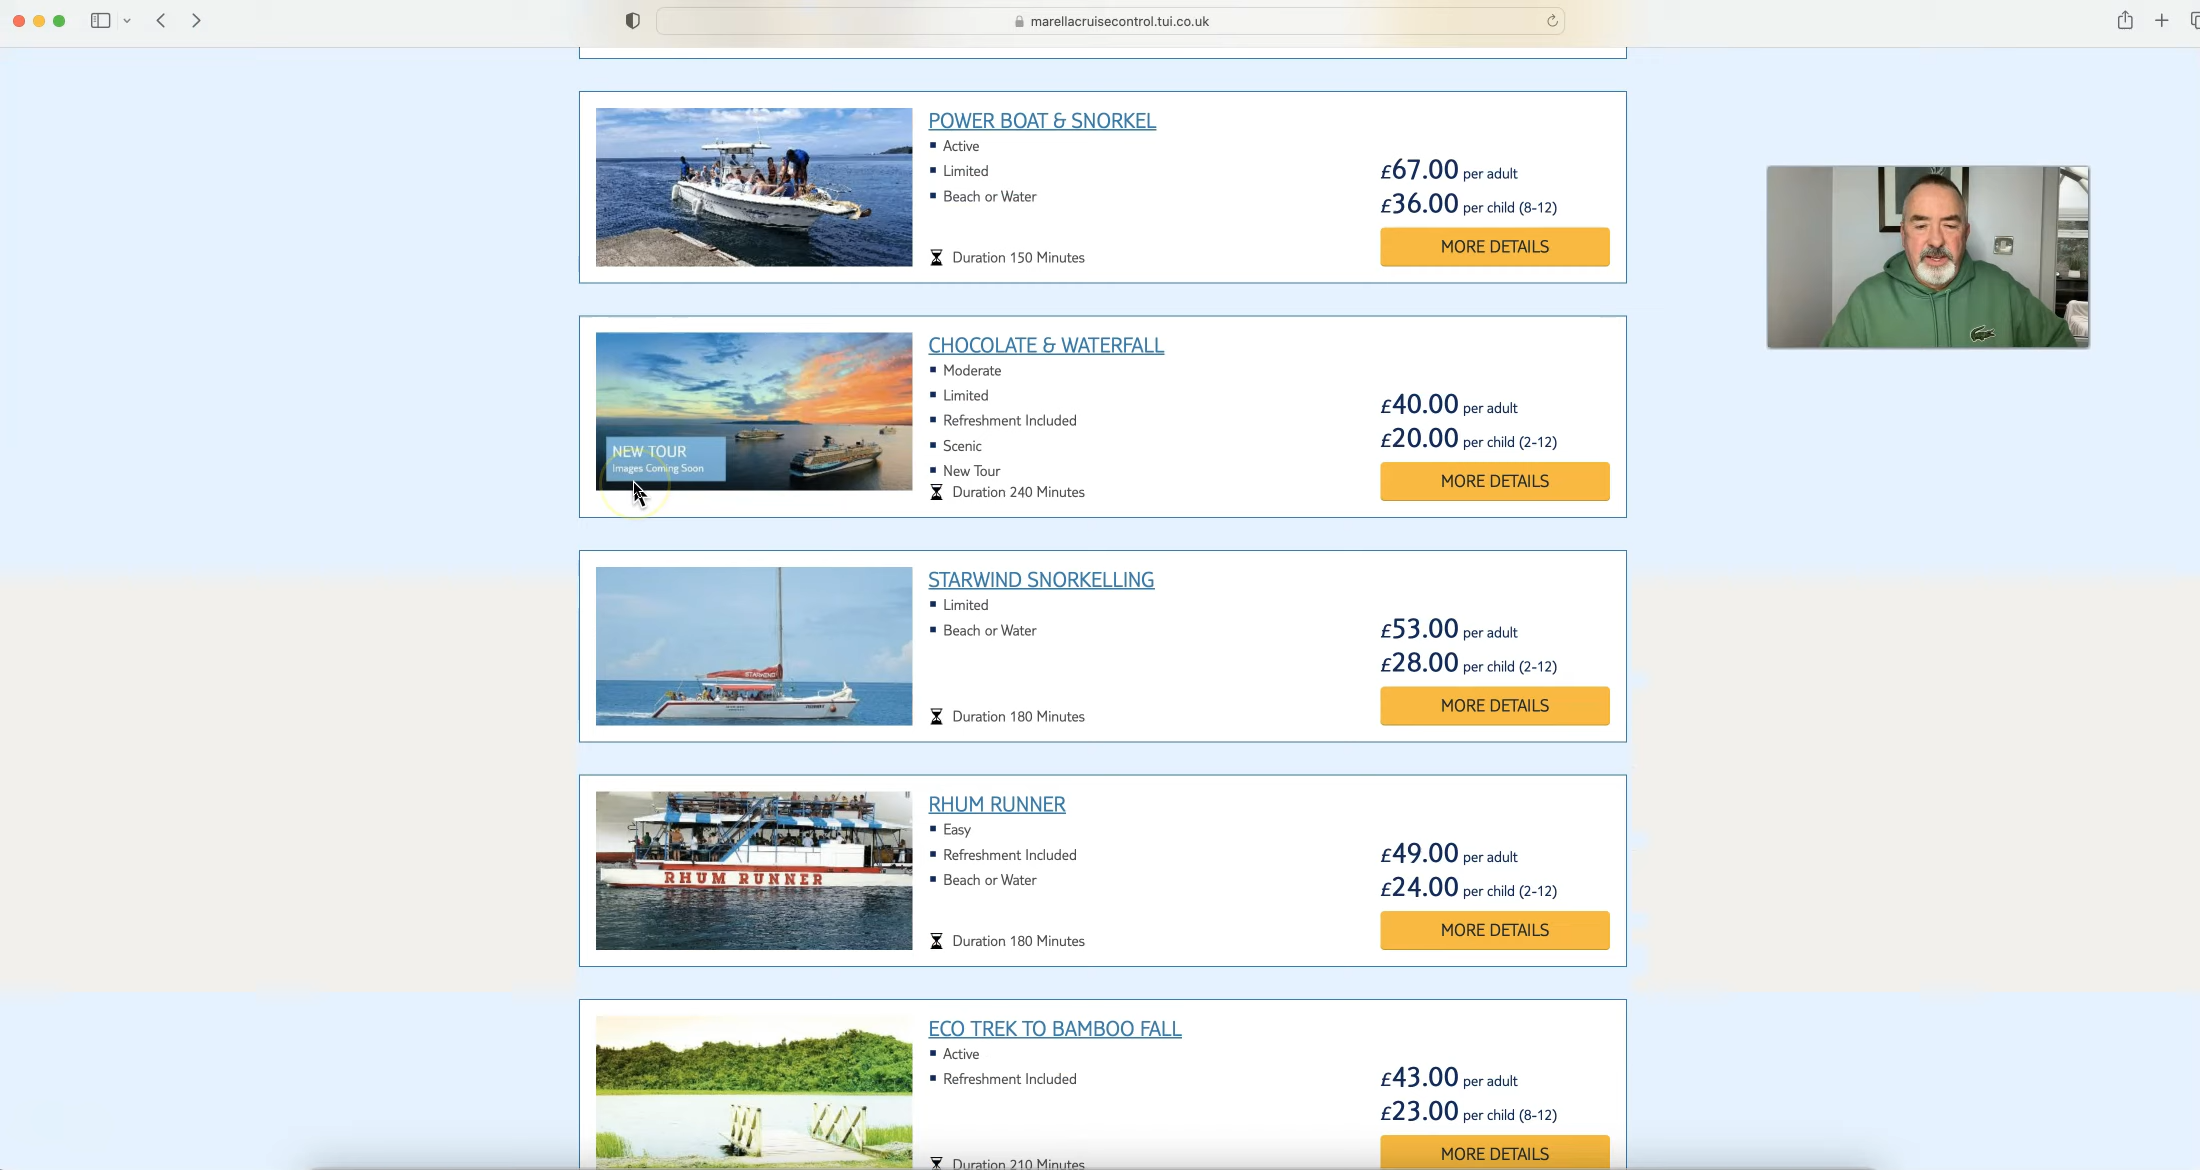 marellacruisecontrol.tui.co.uk
POWER BOAT & SNORKEL
Active
Limited
Beach or Water
Duration 150 Minutes
£67.00 per adult
£36.00 per child (8-12)
MORE DETAILS
NEW TOUR
Images Coming Soon
CHOCOLATE & WATERFALL
Moderate
Limited
Refreshment Included
Scenic
New Tour
Duration 240 Minutes
£40.00 per adult
£20.00 per child (2-12)
MORE DETAILS
STARWIND
STARWIND SNORKELLING
Limited
Beach or Water
Duration 180 Minutes
£53.00 per adult
£28.00 per child (2-12)
MORE DETAILS
RHUM RUNNER
RHUM RUNNER
Easy
Refreshment Included
Beach or Water
Duration 180 Minutes
£49.00 per adult
£24.00 per child (2-12)
MORE DETAILS
ECO TREK TO BAMBOO FALL
Active
Refreshment Included
Duration 210 Minutes
£43.00 per adult
£23.00 per child (8-12)
MORE DETAILS